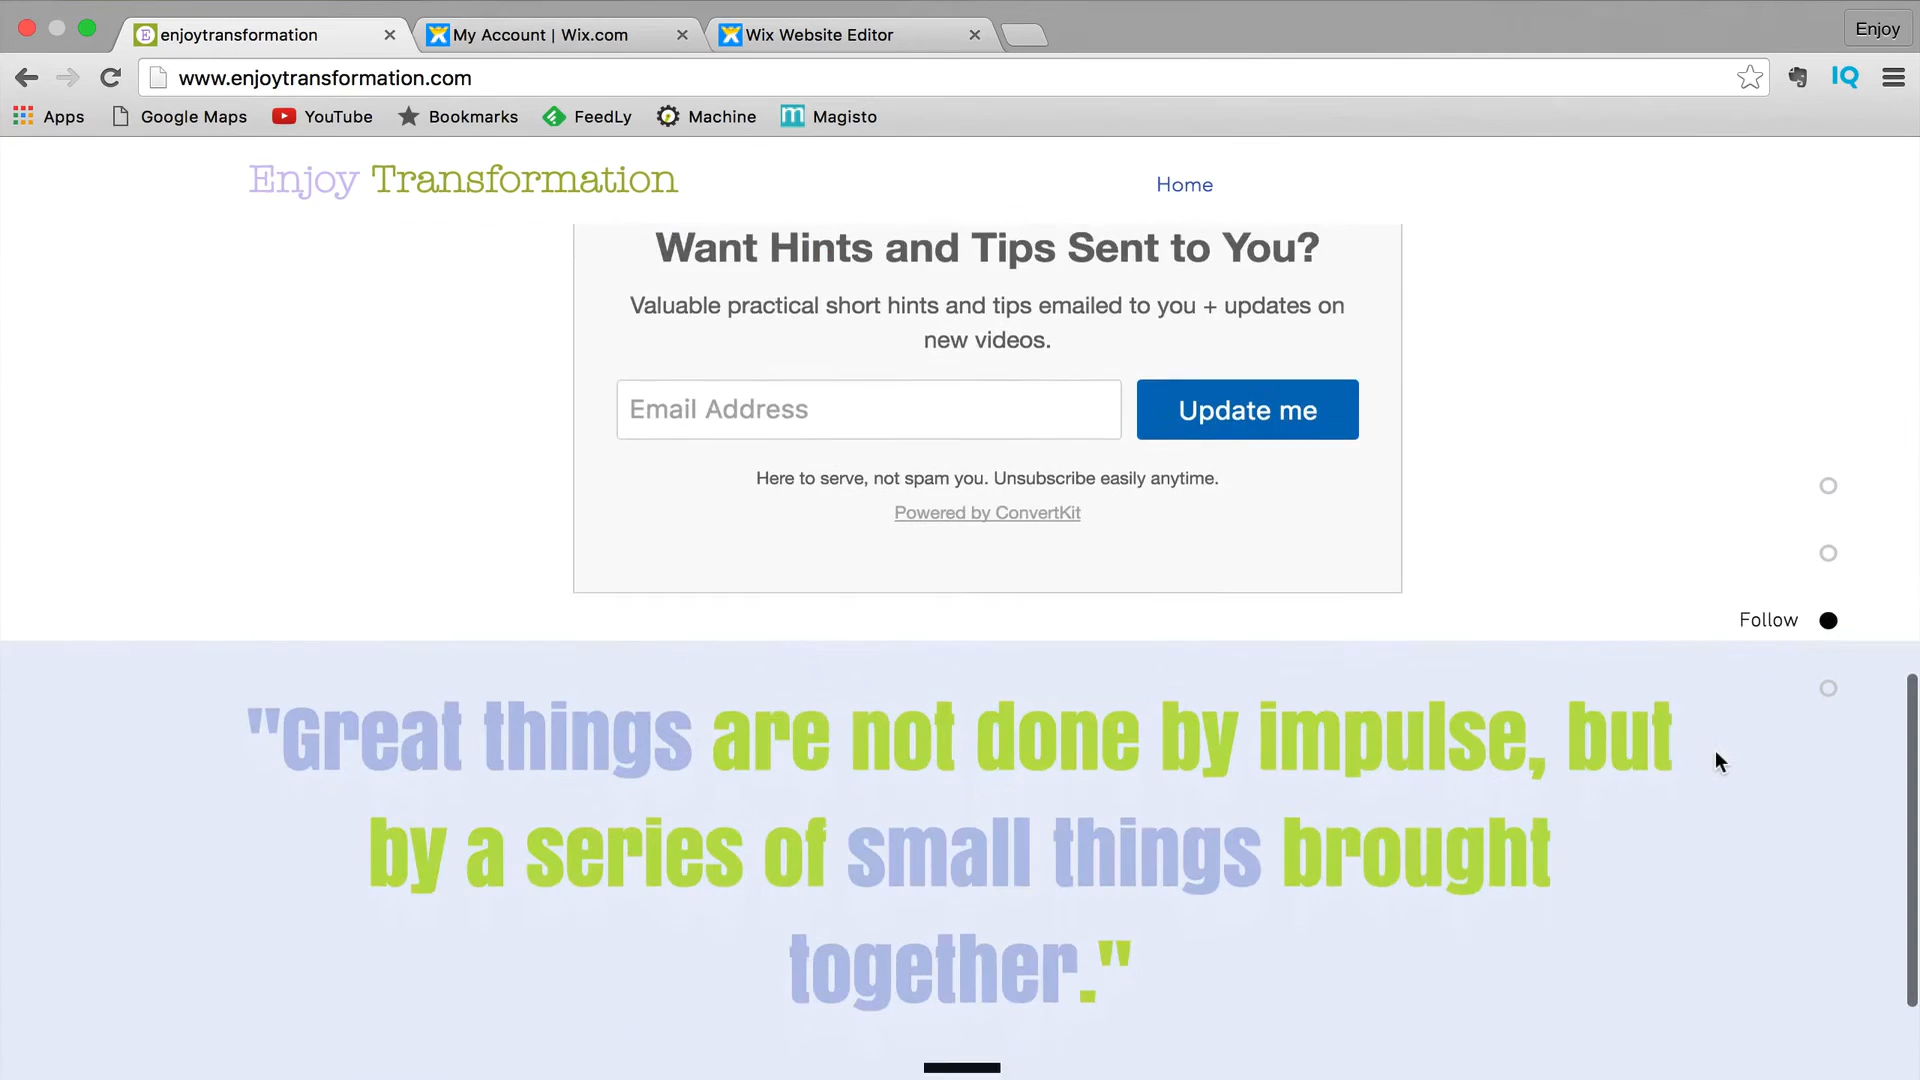 enjoytransformation
My Account | Wix.com
Wix Website Editor
Enjoy
www.enjoytransformation.com
IQ
Apps
Google Maps
YouTube
Bookmarks
FeedLy
Machine
Magisto
Enjoy Transformation
Home
Want Hints and Tips Sent to You?
Valuable practical short hints and tips emailed to you + updates on
new videos.
Email Address
Update me
Here to serve, not spam you. Unsubscribe easily anytime.
Powered by ConvertKit
Follow
"Great things are not done by impulse, but
by a series of small things brought
together."